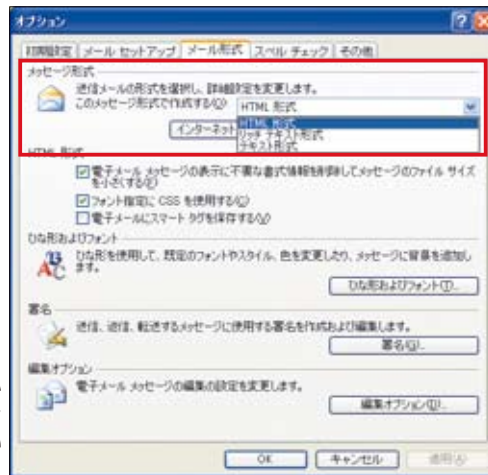 オプション
初期設定 メール セットアップ メール形式 スペル チェック その他
メッセージ形式
送信メールの形式を選択し、詳細設定を変更します。
このメッセージ形式で作成する(O) HTML 形式
インターネット
HTML 形式
リッチ テキスト形式
テキスト形式
HTML 形式
電子メール メッセージの表示に不要な書式情報を削除してメッセージのファイル サイズ
を小さくする(E)
フォント指定に CSS を使用する(C)
電子メールにスマート タグを保存する(V)
ひな形およびフォント
ひな形を使用して、既定のフォントやスタイル、色を変更したり、メッセージに背景を追加し
ます。
ひな形およびフォント(T)...
署名
送信、返信、転送するメッセージに使用する署名を作成および編集します。
署名(G)...
編集オプション
電子メール メッセージの編集の設定を変更します。
編集オプション(D)...
OK キャンセル 適用(A)